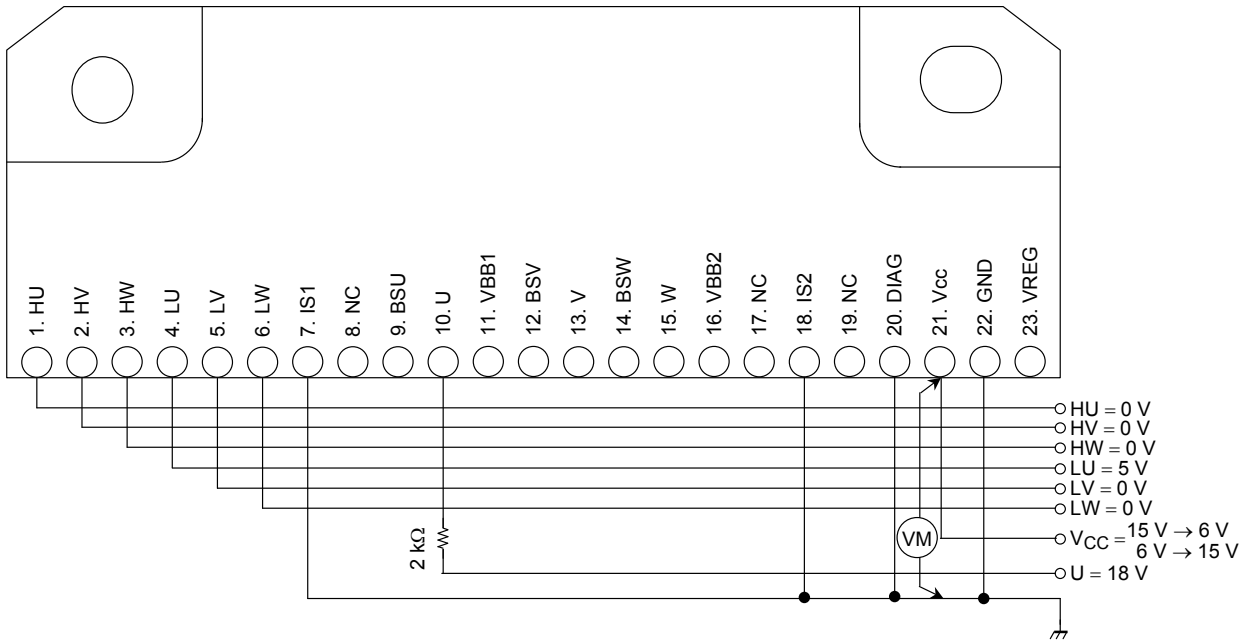 1. HU
2. HV
3. HW
4. LU
5. LV
6. LW
7. IS1
8. NC
9. BSU
10. U
11. VBB1
12. BSV
13. V
14. BSW
15. W
16. VBB2
17. NC
18. IS2
19. NC
20. DIAG
21. Vcc
22. GND
23. VREG
HU = 0 V
HV = 0 V
HW = 0 V
LU = 5 V
LV = 0 V
LW = 0 V
2 kΩ
VM
VCC = 15 V → 6 V
6 V → 15 V
U = 18 V